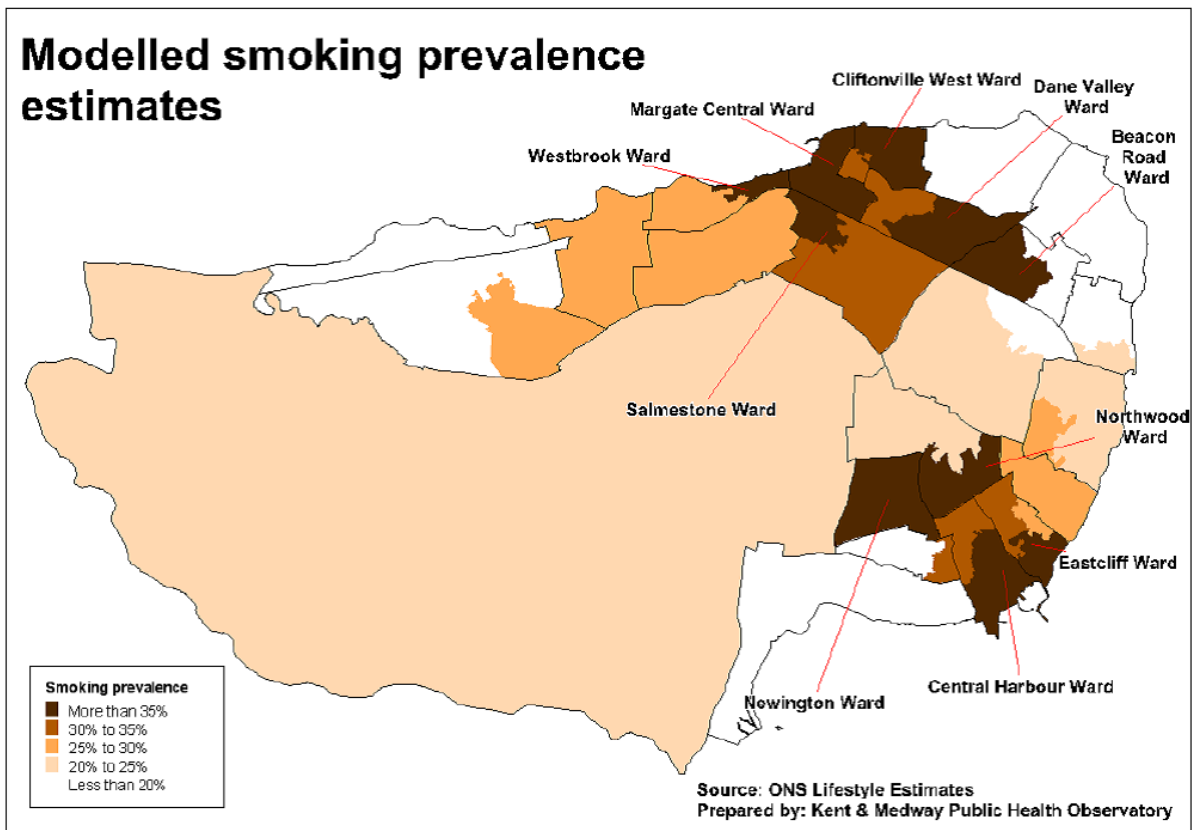 Modelled smoking prevalence
estimates
Cliftonville West Ward
Dane Valley
Ward
Margate Central Ward
Beacon
Road
Ward
Westbrook Ward
Salmestone Ward
Northwood
Ward
Eastcliff Ward
Central Harbour Ward
Newington Ward
Smoking prevalence
More than 35%
30% to 35%
25% to 30%
20% to 25%
Less than 20%
Source: ONS Lifestyle Estimates
Prepared by: Kent & Medway Public Health Observatory